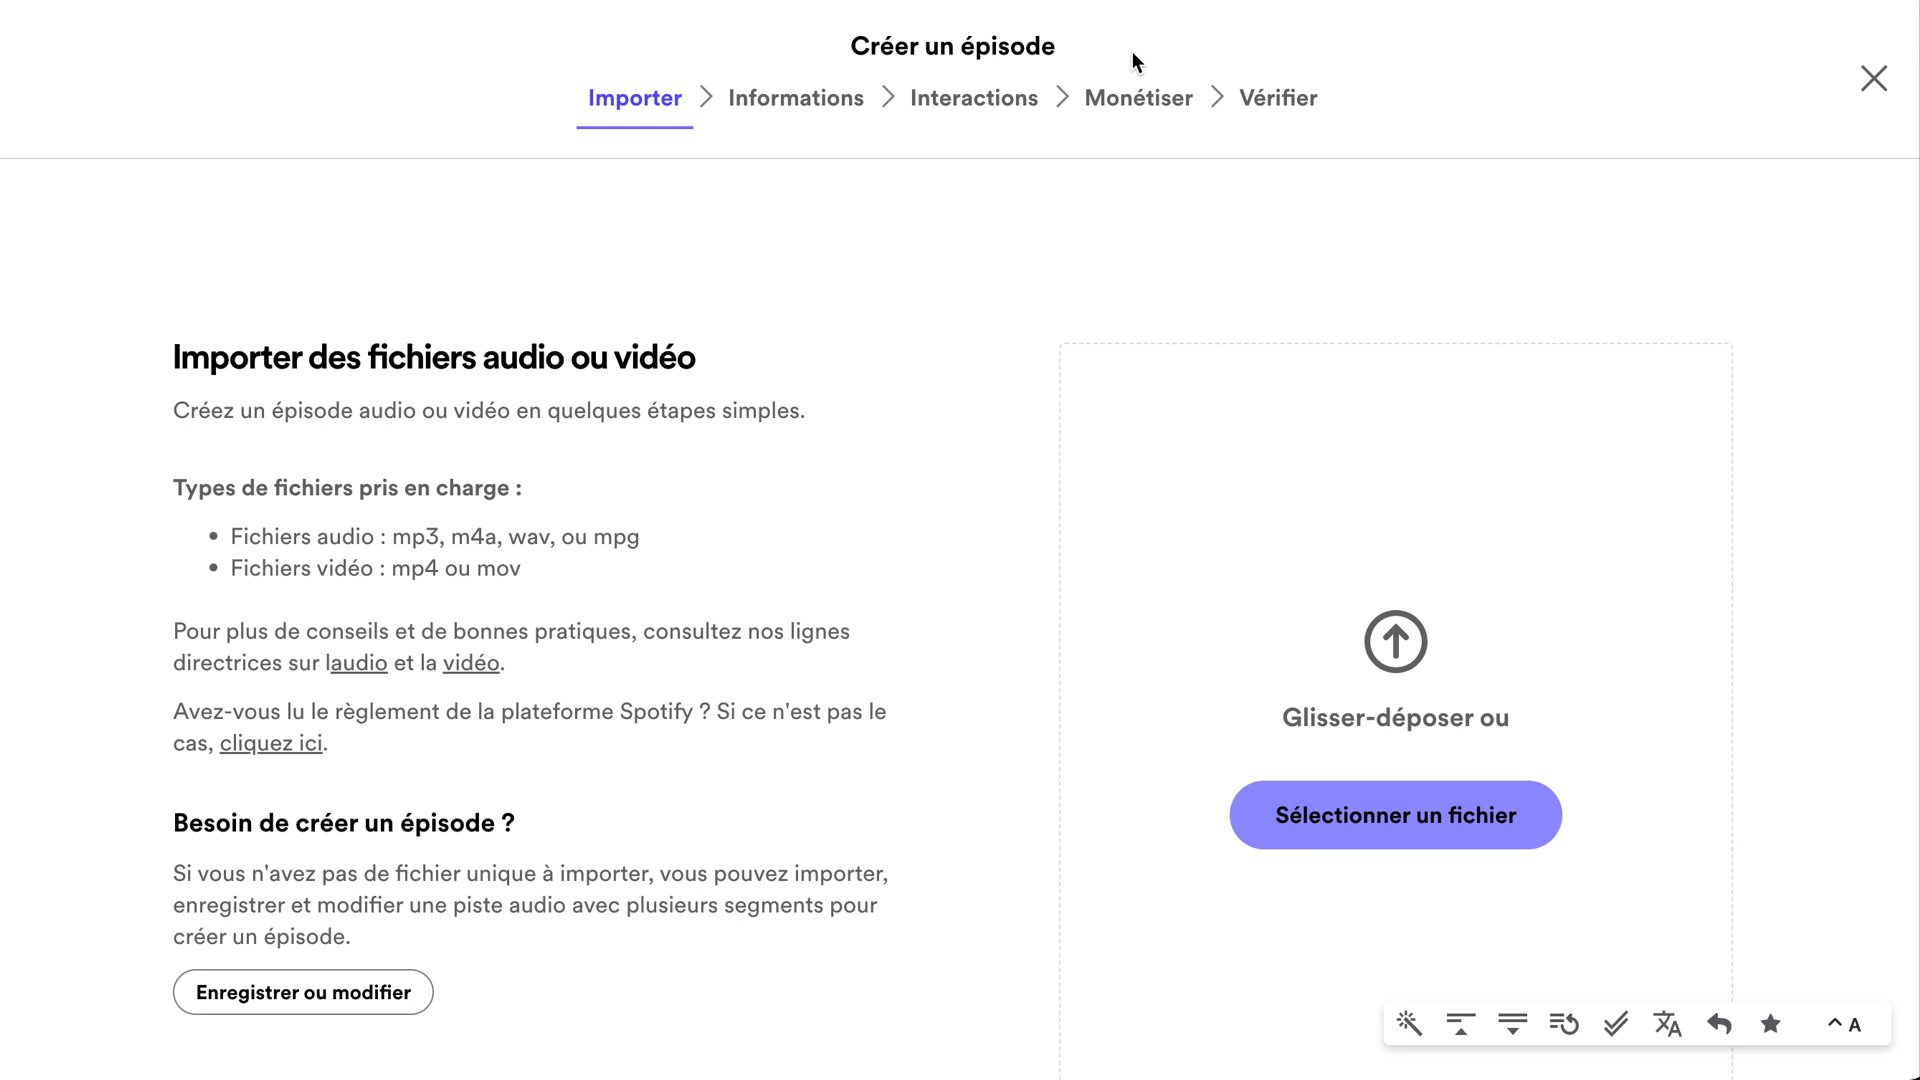 Créer un épisode
Importer
Informations
Interactions
Monétiser
Vérifier
Importer des fichiers audio ou vidéo
Créez un épisode audio ou vidéo en quelques étapes simples.
Types de fichiers pris en charge :
Fichiers audio : mp3, m4a, wav, ou mpg
Fichiers vidéo : mp4 ou mov
Pour plus de conseils et de bonnes pratiques, consultez nos lignes
directrices sur laudio et la vidéo.
Avez-vous lu le règlement de la plateforme Spotify ? Si ce n'est pas le
cas, cliquez ici.
Besoin de créer un épisode ?
Si vous n'avez pas de fichier unique à importer, vous pouvez importer,
enregistrer et modifier une piste audio avec plusieurs segments pour
créer un épisode.
Enregistrer ou modifier
Glisser-déposer ou
Sélectionner un fichier
A